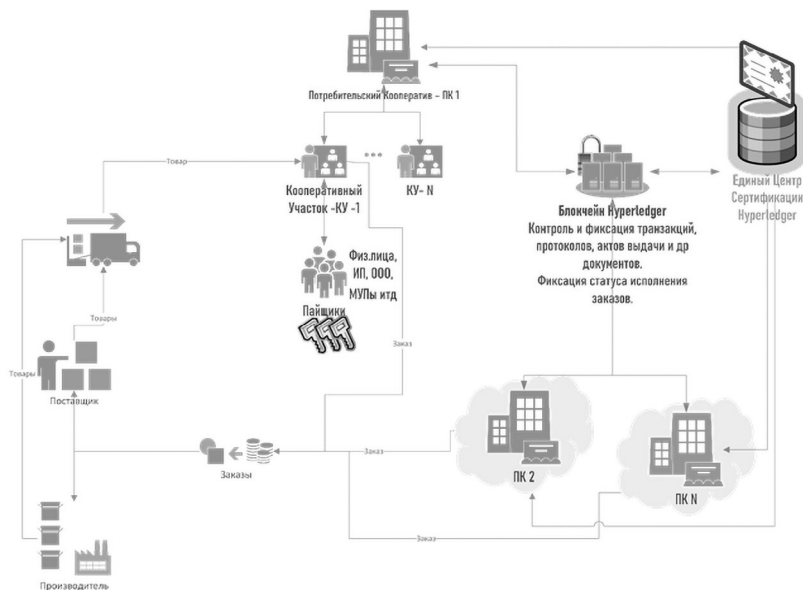 Потребительский Кооператив – ПК 1
Товар
Кооперативный
Участок -КУ -1
КУ- N
Единый Центр
Сертификации
Hyperledger
Блокчейн Hyperledger
Контроль и фиксация транзакций,
протоколов, актов выдачи и др
документов.
Фиксация статуса исполнения
заказов.
Физ.лица,
ИП, ООО,
МУПы итд
Пайщики
Товары
Заказ
Товары
Поставщик
Заказы
Заказ
ПК 2
ПК N
Заказ
Производитель